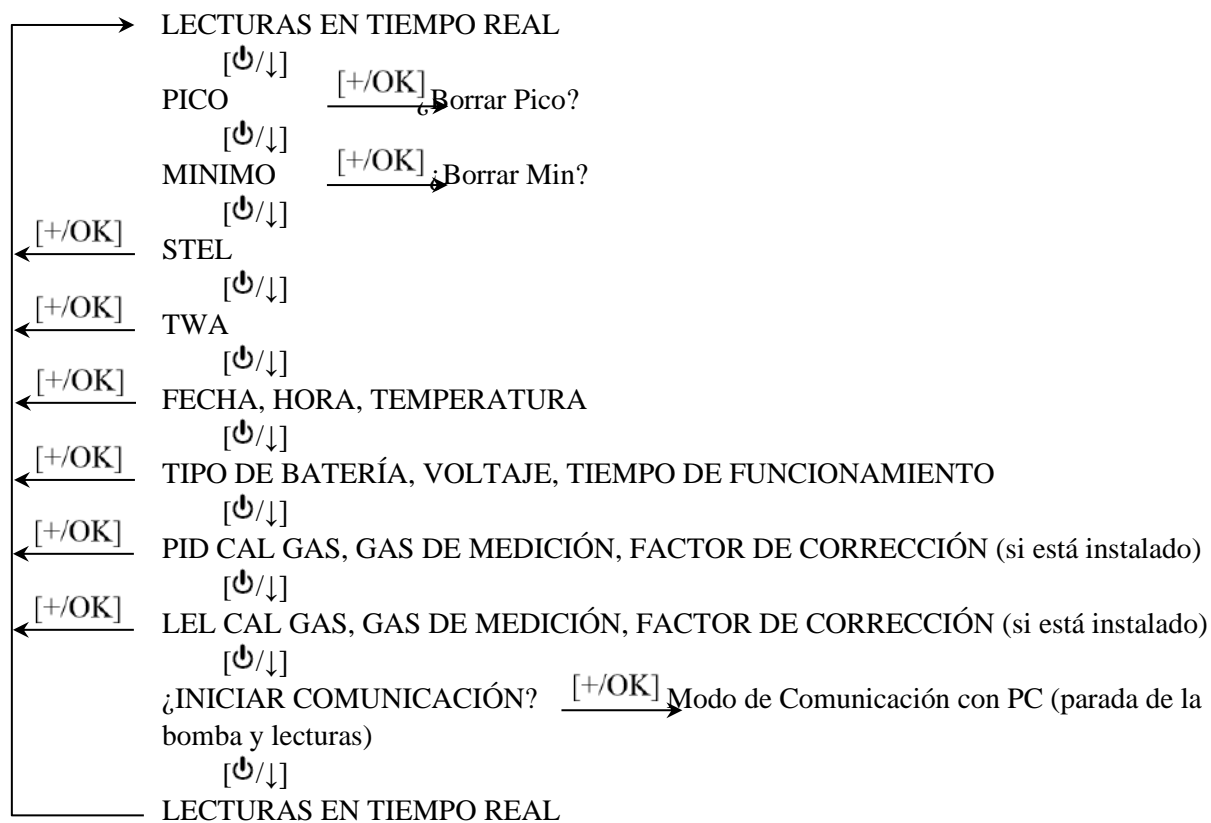 LECTURAS EN TIEMPO REAL
[⏻/↓]
PICO [+/OK] ¿Borrar Pico?
[⏻/↓]
MINIMO [+/OK] ¿Borrar Min?
[⏻/↓]
[+/OK] STEL
[⏻/↓]
[+/OK] TWA
[⏻/↓]
[+/OK] FECHA, HORA, TEMPERATURA
[⏻/↓]
[+/OK] TIPO DE BATERÍA, VOLTAJE, TIEMPO DE FUNCIONAMIENTO
[⏻/↓]
[+/OK] PID CAL GAS, GAS DE MEDICIÓN, FACTOR DE CORRECCIÓN (si está instalado)
[⏻/↓]
[+/OK] LEL CAL GAS, GAS DE MEDICIÓN, FACTOR DE CORRECCIÓN (si está instalado)
[⏻/↓]
¿INICIAR COMUNICACIÓN? [+/OK] Modo de Comunicación con PC (parada de la
bomba y lecturas)
[⏻/↓]
LECTURAS EN TIEMPO REAL